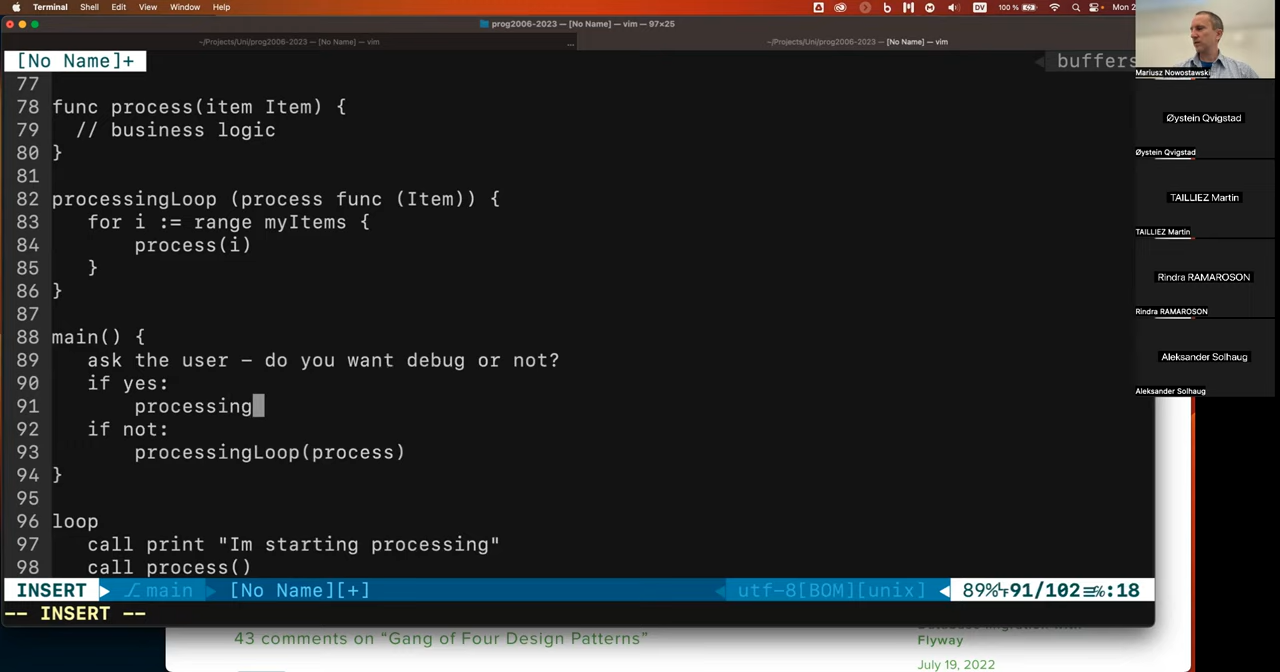 Terminal Shell Edit View Window Help
DV 100 % Mon 2
prog2006-2023 — [No Name] — vim — 97×25
~/Projects/Uni/prog2006-2023 — [No Name] — vim ... ~/Projects/Uni/prog2006-2023 — [No Name] — vim
[No Name]+ buffers
77
78 func process(item Item) {
79 // business logic
80 }
81
82 processingLoop (process func (Item)) {
83 for i := range myItems {
84 process(i)
85 }
86 }
87
88 main() {
89 ask the user – do you want debug or not?
90 if yes:
91 processing
92 if not:
93 processingLoop(process)
94 }
95
96 loop
97 call print "Im starting processing"
98 call process()
INSERT main [No Name][+] utf-8[BOM][unix] 89% 91/102 :18
-- INSERT --
43 comments on “Gang of Four Design Patterns”
Flyway
July 19, 2022
Mariusz Nowostawski
Øystein Qvigstad
Øystein Qvigstad
TAILLIEZ Martin
TAILLIEZ Martin
Rindra RAMAROSON
Rindra RAMAROSON
Aleksander Solhaug
Aleksander Solhaug